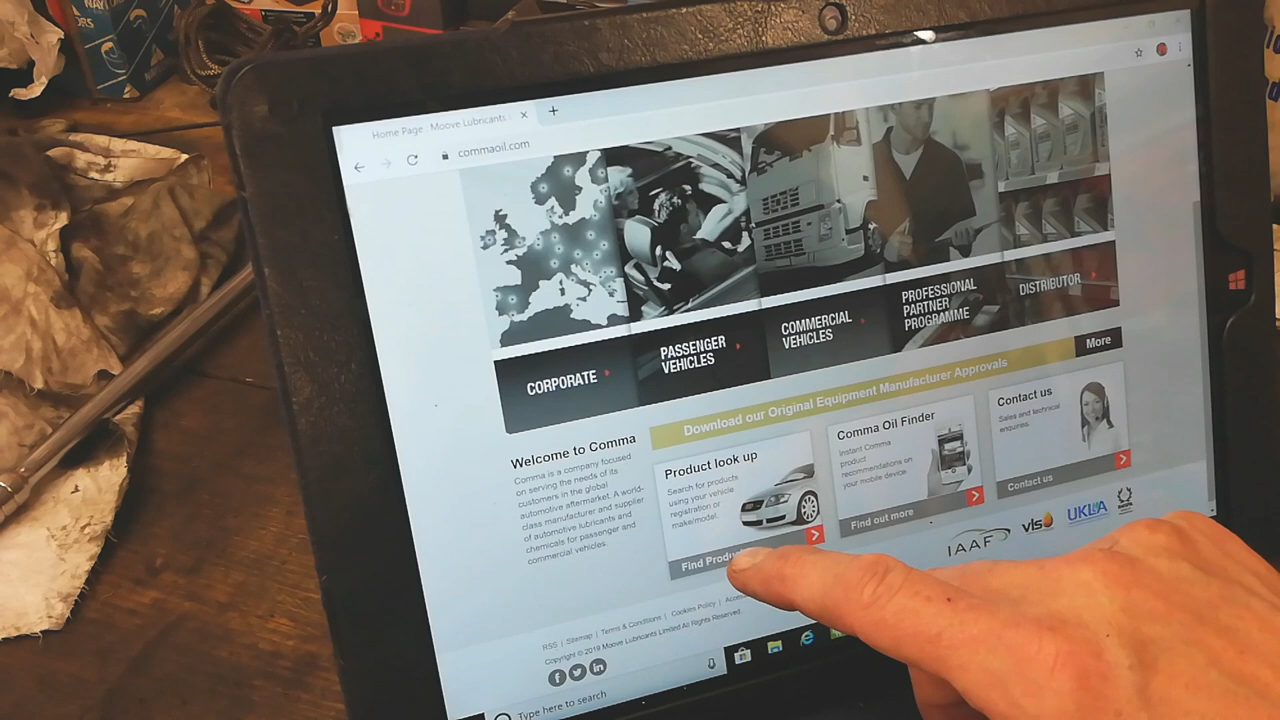 Home Page | Moove Lubricants
commaoil.com
CORPORATE
PASSENGER
VEHICLES
COMMERCIAL
VEHICLES
PROFESSIONAL
PARTNER
PROGRAMME
DISTRIBUTOR
Download our Original Equipment Manufacturer Approvals
More
Welcome to Comma
Comma is a company focused
on serving the needs of its
customers in the global
automotive aftermarket. A world-
class manufacturer and supplier
of automotive lubricants and
chemicals for passenger and
commercial vehicles.
Product look up
Search for products
using your vehicle
registration or
make/model.
Find
Comma Oil Finder
Instant Comma
product
recommendations on
your mobile device.
Find out more
Contact us
Sales and technical
enquires.
Contact us
IAAF
vls
UKLA
RSS | Sitemap | Terms & Conditions | Cookies Policy |
Copyright © 2019 Moove Lubricants Limited All Rights Reserved.
Type here to search